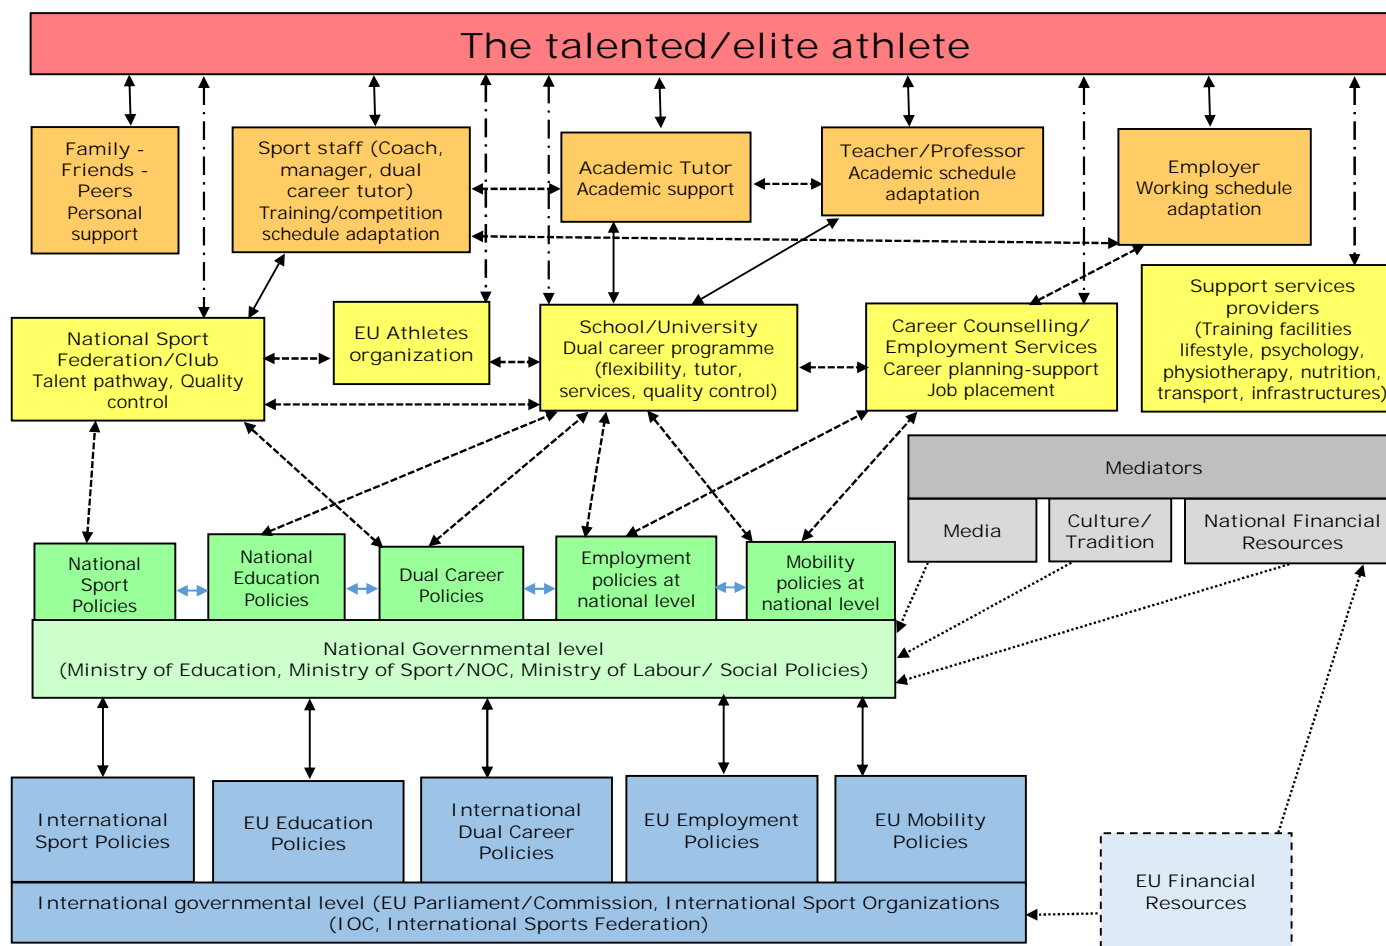 The talented/elite athlete
Family -
Friends -
Peers
Personal
support
Sport staff (Coach,
manager, dual
career tutor)
Training/competition
schedule adaptation
Academic Tutor
Academic support
Teacher/Professor
Academic schedule
adaptation
Employer
Working schedule
adaptation
National Sport
Federation/Club
Talent pathway, Quality
control
EU Athletes
organization
School/University
Dual career programme
(flexibility, tutor,
services, quality control)
Career Counselling/
Employment Services
Career planning-support
Job placement
Support services
providers
(Training facilities
lifestyle, psychology,
physiotherapy, nutrition,
transport, infrastructures)
Mediators
Media
Culture/
Tradition
National Financial
Resources
National
Sport
Policies
National
Education
Policies
Dual Career
Policies
Employment
policies at
national level
Mobility
policies at
national level
National Governmental level
(Ministry of Education, Ministry of Sport/NOC, Ministry of Labour/ Social Policies)
International
Sport Policies
EU Education
Policies
International
Dual Career
Policies
EU Employment
Policies
EU Mobility
Policies
International governmental level (EU Parliament/Commission, International Sport Organizations
(IOC, International Sports Federation)
EU Financial
Resources